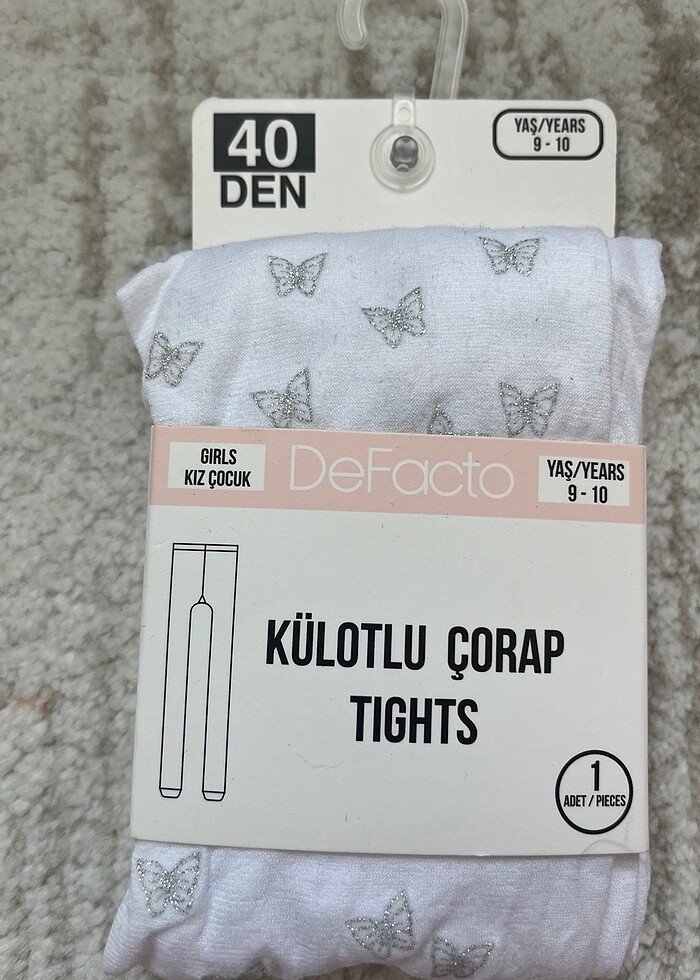 40
DEN
YAŞ/YEARS
9 - 10
GIRLS
KIZ ÇOCUK
DeFacto
YAŞ/YEARS
9 - 10
KÜLOTLU ÇORAP
TIGHTS
1
ADET / PIECES